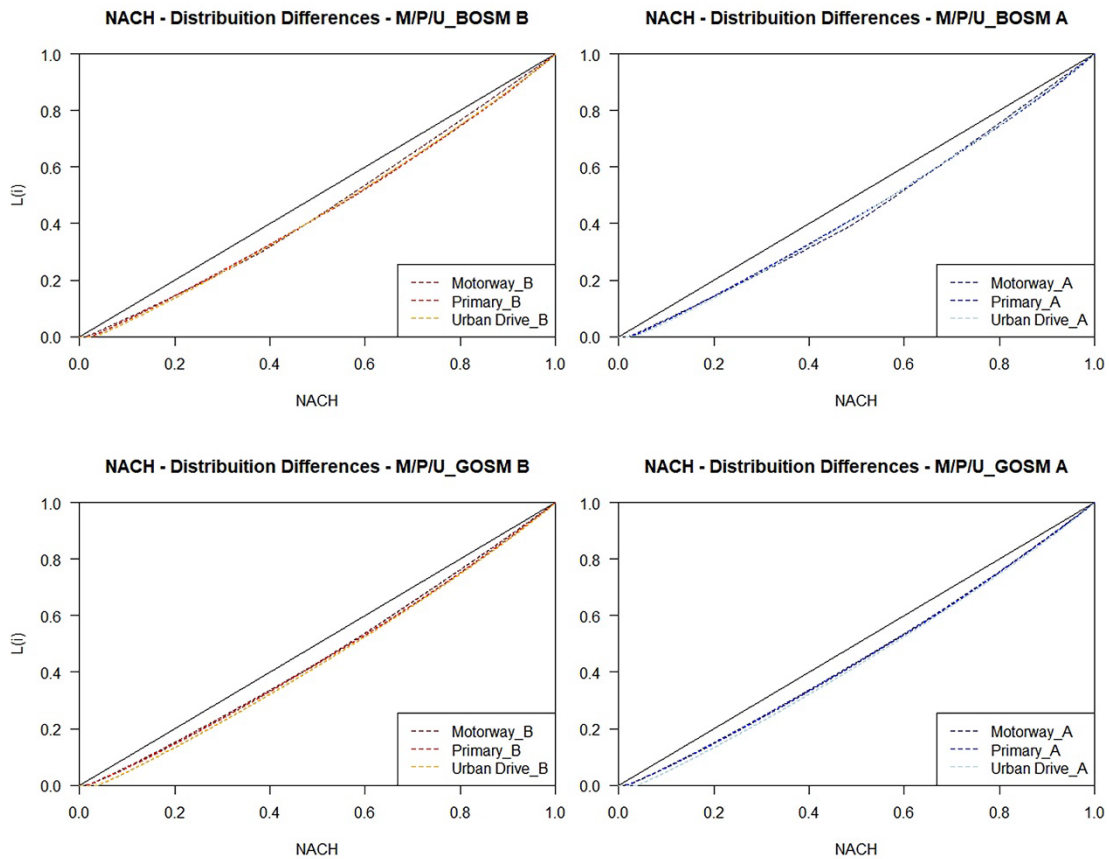 NACH - Distribuition Differences - M/P/U_BOSM B
1.0
0.8
0.6
0.4
0.2
0.0
L(i)
Motorway_B
Primary_B
Urban Drive_B
0.0 0.2 0.4 0.6 0.8 1.0
NACH
NACH - Distribuition Differences - M/P/U_BOSM A
1.0
0.8
0.6
0.4
0.2
0.0
Motorway_A
Primary_A
Urban Drive_A
0.0 0.2 0.4 0.6 0.8 1.0
NACH
NACH - Distribuition Differences - M/P/U_GOSM B
1.0
0.8
0.6
0.4
0.2
0.0
L(i)
Motorway_B
Primary_B
Urban Drive_B
0.0 0.2 0.4 0.6 0.8 1.0
NACH
NACH - Distribuition Differences - M/P/U_GOSM A
1.0
0.8
0.6
0.4
0.2
0.0
Motorway_A
Primary_A
Urban Drive_A
0.0 0.2 0.4 0.6 0.8 1.0
NACH